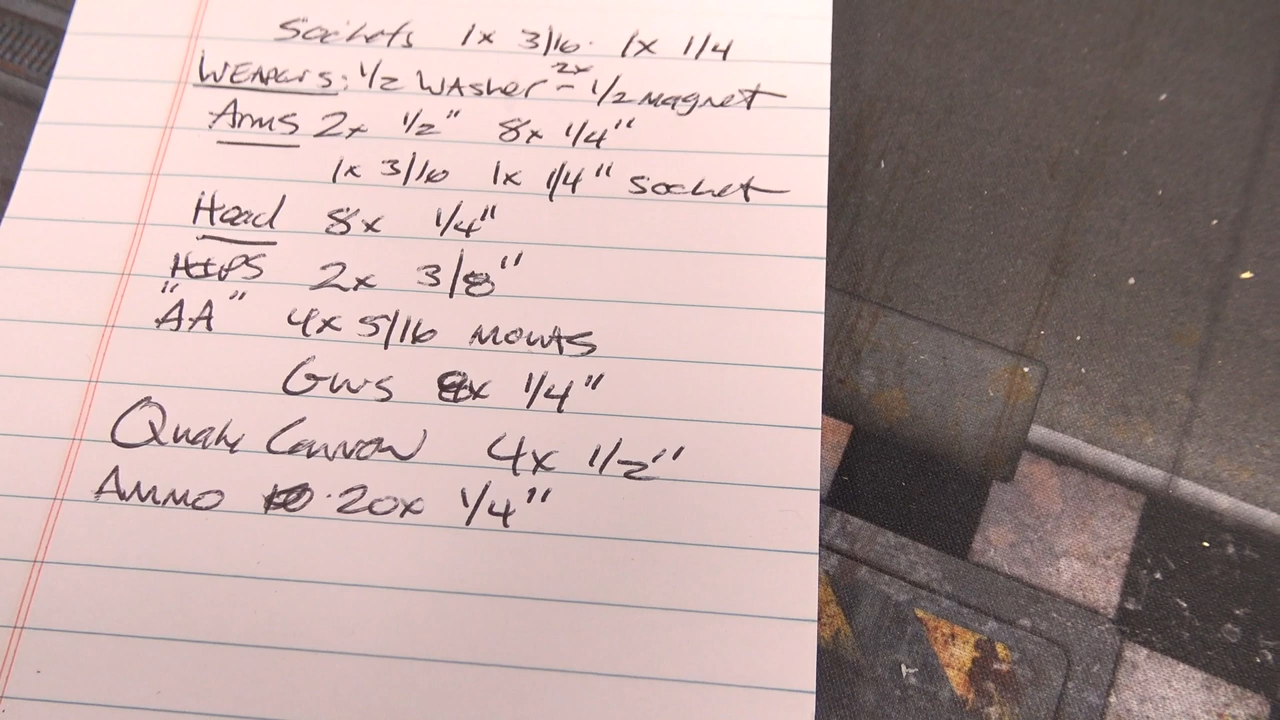 Sockets 1x 3/16 1x 1/4
WEAPONS: 1/2 WASHER - 2x 1/2 magnet
Arms 2x 1/2" 8x 1/4"
1x 3/16 1x 1/4" Socket
Head 8x 1/4"
HIPS 2x 3/8"
"AA" 4x 5/16 MOUNTS
x 1/4"
Quake Cannon 4x 1/2"
AMMO 20x 1/4"